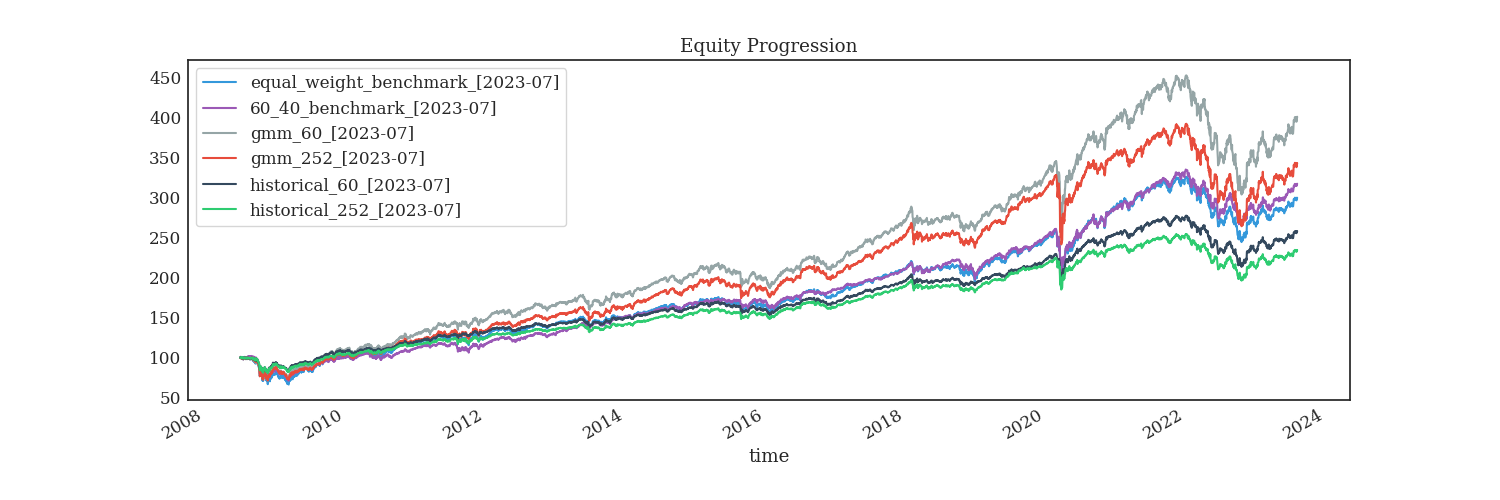 Equity Progression
450
400
350
300
250
200
150
100
50
equal_weight_benchmark_[2023-07]
60_40_benchmark_[2023-07]
gmm_60_[2023-07]
gmm_252_[2023-07]
historical_60_[2023-07]
historical_252_[2023-07]
2008 2010 2012 2014 2016 2018 2020 2022 2024
time